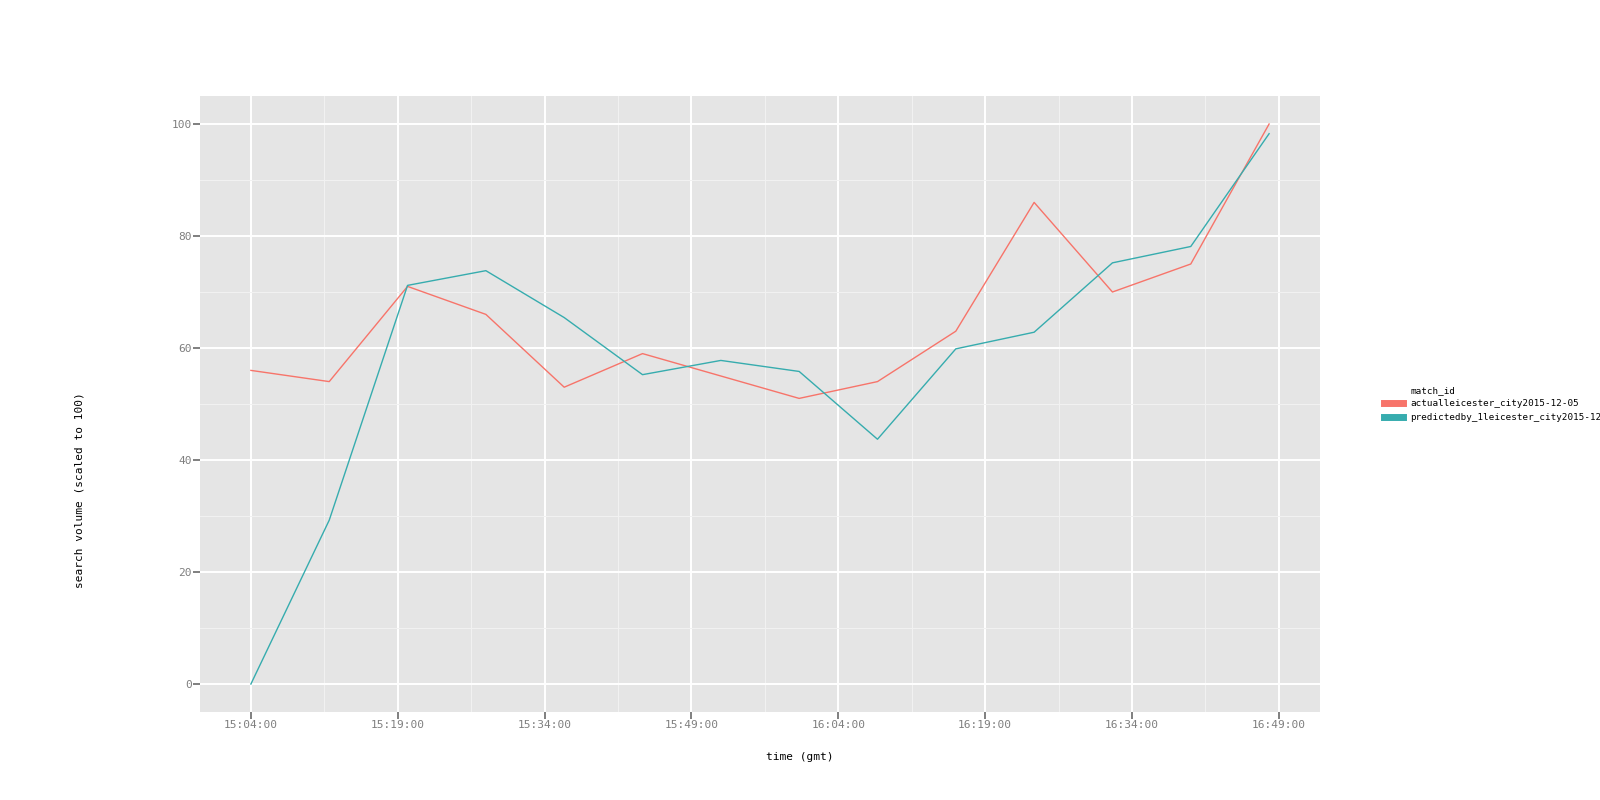 100
80
60
40
20
0
search volume (scaled to 100)
15:04:00 15:19:00 15:34:00 15:49:00 16:04:00 16:19:00 16:34:00 16:49:00
time (gmt)
match_id
actualleicester_city2015-12-05
predictedby_1leicester_city2015-12